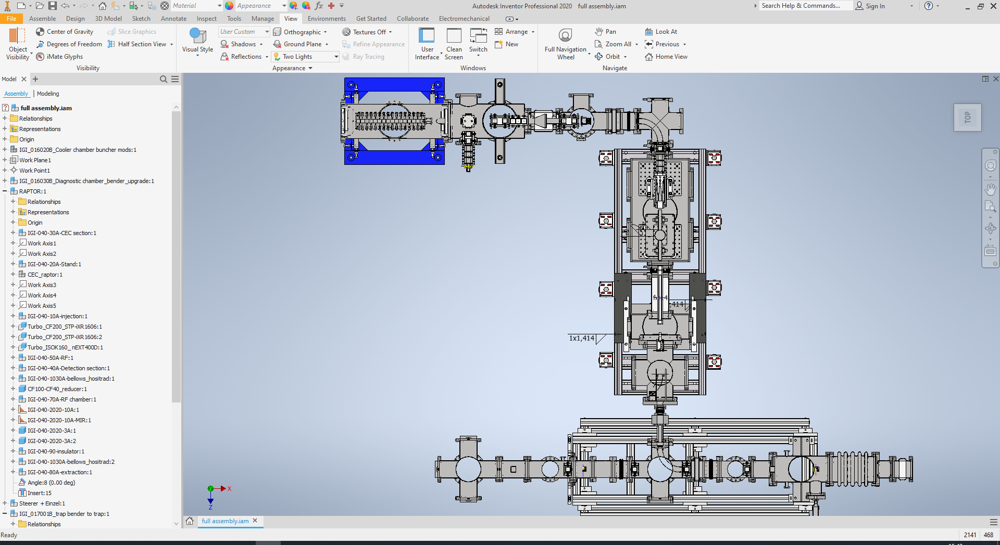 Material
Appearance
Autodesk Inventor Professional 2020 full assembly.iam
Search Help & Commands...
Sign In
PRO
File Assemble Design 3D Model Sketch Annotate Inspect Tools Manage View Environments Get Started Collaborate Electromechanical
Object Visibility
Center of Gravity
Degrees of Freedom
iMate Glyphs
Slice Graphics
Half Section View
Visibility
Visual Style
User Custom
Shadows
Reflections
Orthographic
Ground Plane
Two Lights
Textures Off
Refine Appearance
Ray Tracing
Appearance
User Interface
Clean Screen
Switch
Arrange
New
Windows
Full Navigation Wheel
Pan
Zoom All
Orbit
Look At
Previous
Home View
Navigate
Model
Assembly Modeling
full assembly.iam
Relationships
Representations
Origin
IGI_016020B_Cooler chamber buncher mods:1
Work Plane1
Work Point1
IGI_016030B_Diagnostic chamber_bender_upgrade:1
RAPTOR:1
Relationships
Representations
Origin
IGI-040-30A-CEC section:1
Work Axis1
Work Axis2
IGI-040-20A-Stand:1
CEC_raptor:1
Work Axis3
Work Axis4
Work Axis5
IGI-040-10A-injection:1
Turbo_CF200_STP-iXR1606:1
Turbo_CF200_STP-iXR1606:2
Turbo_ISOK160_ nEXT400D:1
IGI-040-50A-RF:1
IGI-040-40A-Detection section:1
IGI-040-1030A-bellows_hositrad:1
CF100-CF40_reducer:1
IGI-040-70A-RF chamber:1
IGI-040-2020-10A:1
IGI-040-2020-10A-MIR:1
IGI-040-2020-3A:1
IGI-040-2020-3A:2
IGI-040-90-insulator:1
IGI-040-1030A-bellows_hositrad:2
IGI-040-80A-extraction:1
Angle:8 (0.00 deg)
Insert:15
Steerer + Einzel:1
IGI_017001B_trap bender to trap:1
Relationships
TOP
,414
1x1,414
X
Z
full assembly.iam
Ready
2141 468